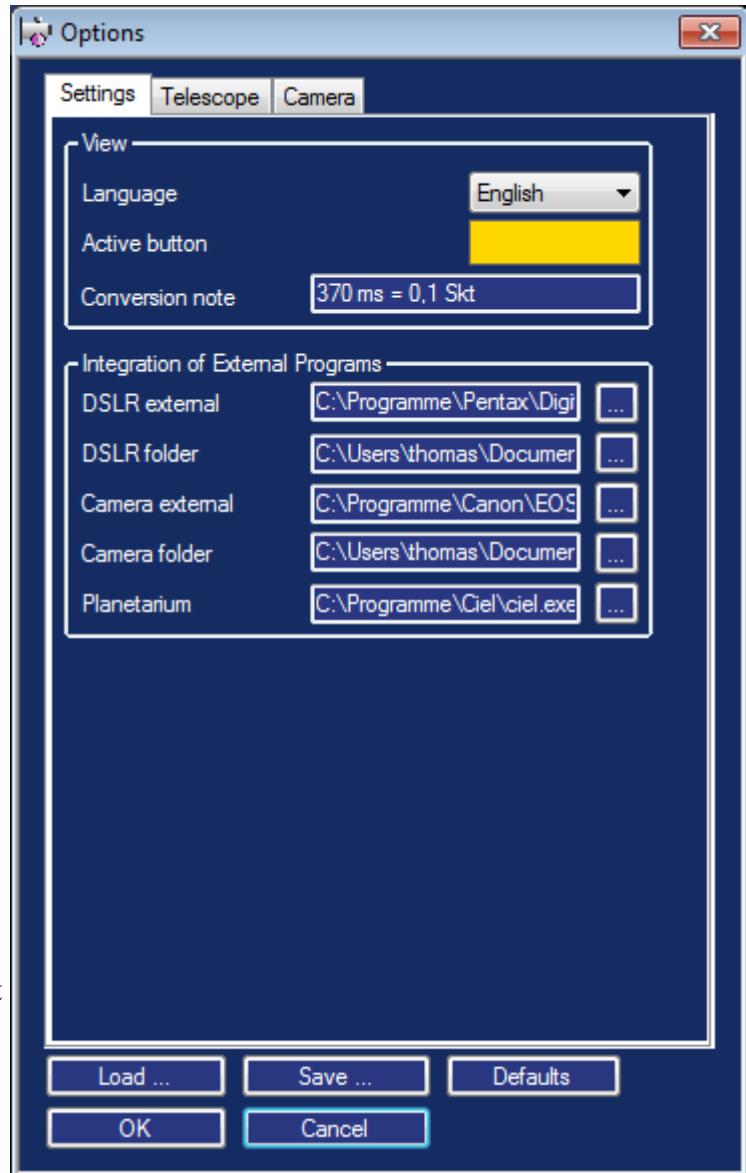 Options
Settings Telescope Camera
View
Language English
Active button
Conversion note 370 ms = 0,1 Skt
Integration of External Programs
DSLR external C:\Programme\Pentax\Digi ...
DSLR folder C:\Users\thomas\Documer ...
Camera external C:\Programme\Canon\EOS ...
Camera folder C:\Users\thomas\Documer ...
Planetarium C:\Programme\Ciel\ciel.exe ...
Load ... Save ... Defaults
OK Cancel